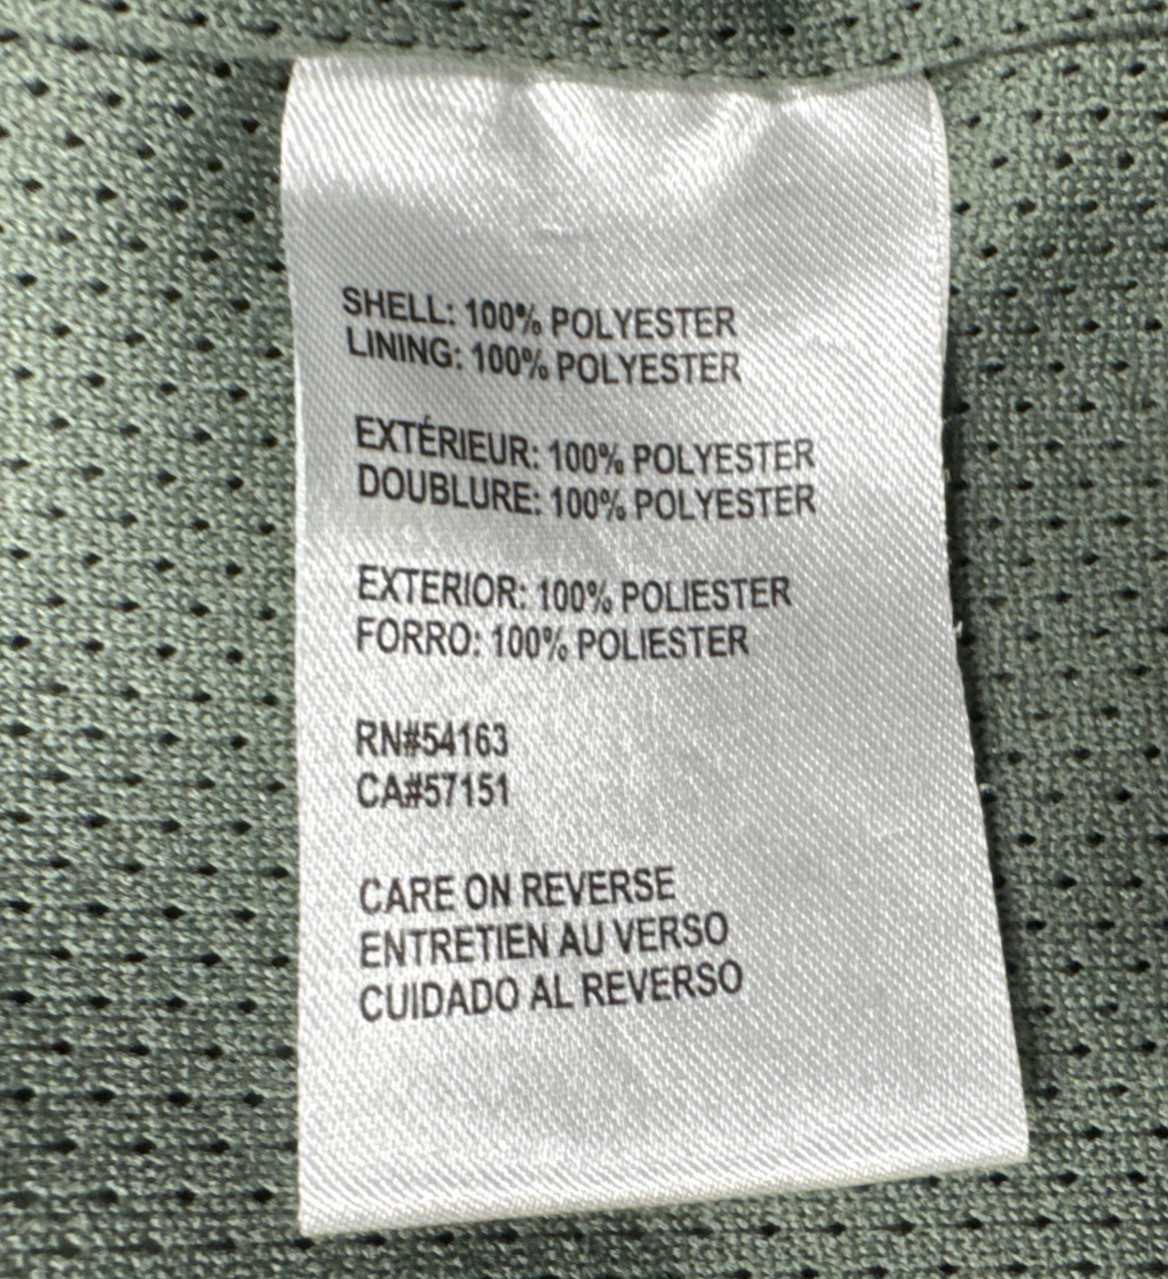 SHELL: 100% POLYESTER
LINING: 100% POLYESTER
EXTÉRIEUR: 100% POLYESTER
DOUBLURE: 100% POLYESTER
EXTERIOR: 100% POLIESTER
FORRO: 100% POLIESTER
RN#54163
CA#57151
CARE ON REVERSE
ENTRETIEN AU VERSO
CUIDADO AL REVERSO